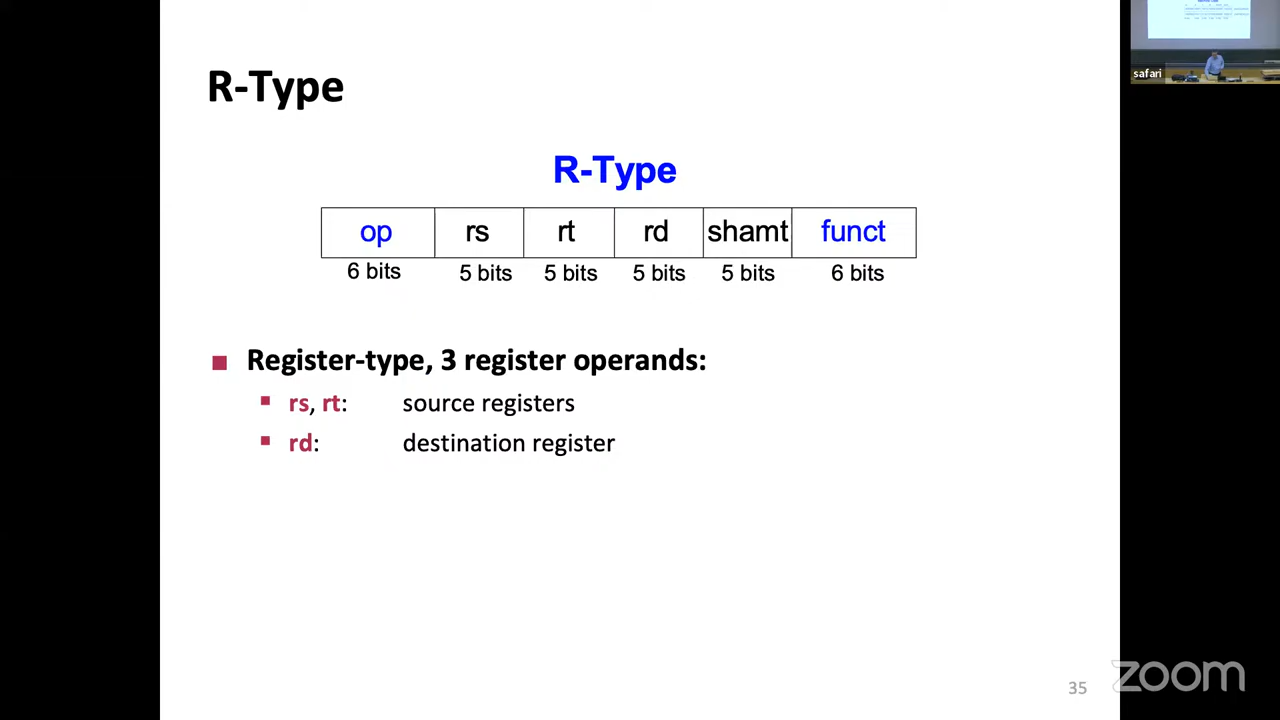 R-Type
R-Type
op rs rt rd shamt funct
6 bits 5 bits 5 bits 5 bits 5 bits 6 bits
Register-type, 3 register operands:
rs, rt: source registers
rd: destination register
35
safari
zoom